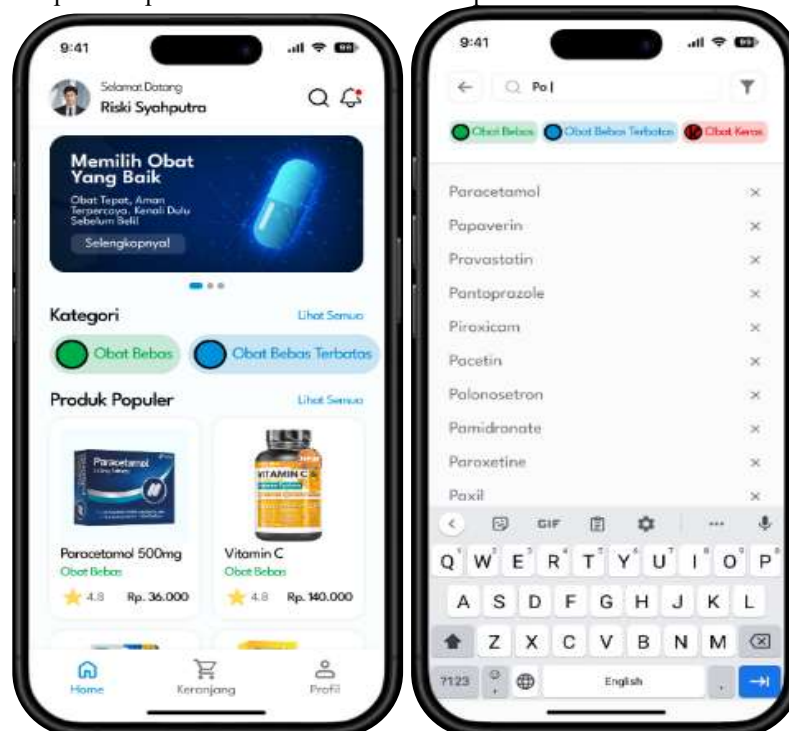 9:41
Selamat Datang
Riski Syahputra
Memilih Obat
Yang Baik
Obat Tepat, Aman
Terpercaya. Kenali Dulu
Sebelum Beli!
Selengkapnya!
Kategori
Lihat Semua
Obat Bebas
Obat Bebas Terbatas
Produk Populer
Lihat Semua
Paracetamol
VITAMIN C
Paracetamol 500mg
Obat Bebas
4.8
Rp. 36.000
Vitamin C
Obat Bebas
4.8
Rp. 140.000
Home
Keranjang
Profil
9:41
Pa
Obat Bebas
Obat Bebas Terbatas
Obat Keras
Paracetamol
Papaverin
Pravastatin
Pantoprazole
Piroxicam
Pacetin
Palonosetron
Pamidronate
Paroxetine
Paxil
GIF
Q W E R T Y U I O P
A S D F G H J K L
Z X C V B N M
?123
English